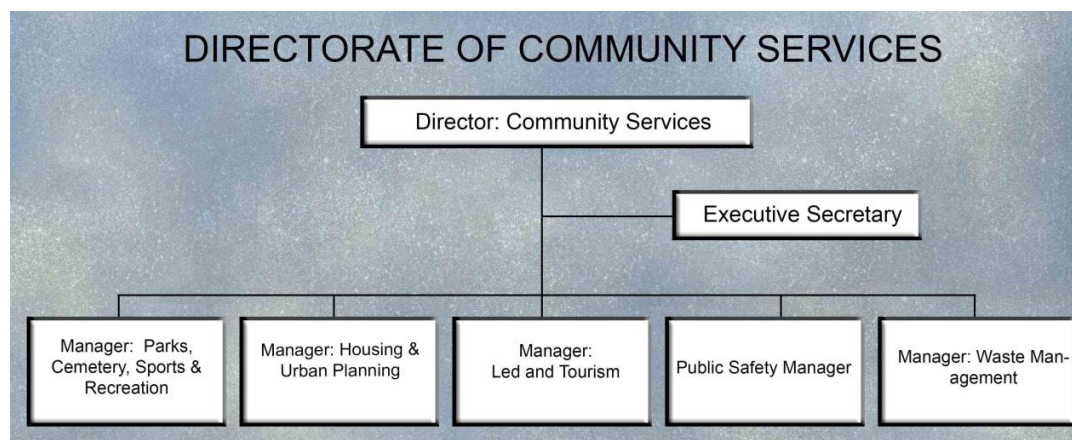 DIRECTORATE OF COMMUNITY SERVICES
Director: Community Services
Executive Secretary
Manager: Parks,
Cemetery, Sports &
Recreation
Manager: Housing &
Urban Planning
Manager:
Led and Tourism
Public Safety Manager
Manager: Waste Man-
agement